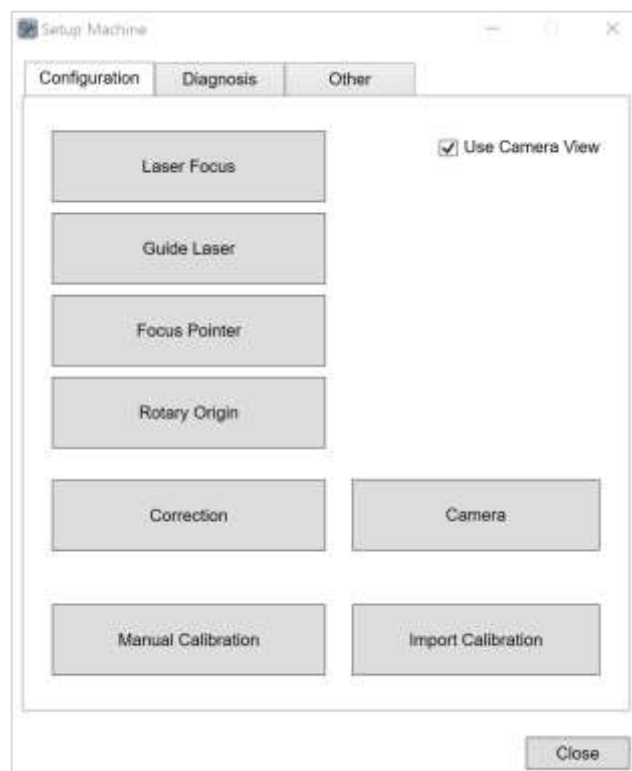 Setup Machine
Configuration Diagnosis Other
Laser Focus
Use Camera View
Guide Laser
Focus Pointer
Rotary Origin
Correction Camera
Manual Calibration Import Calibration
Close